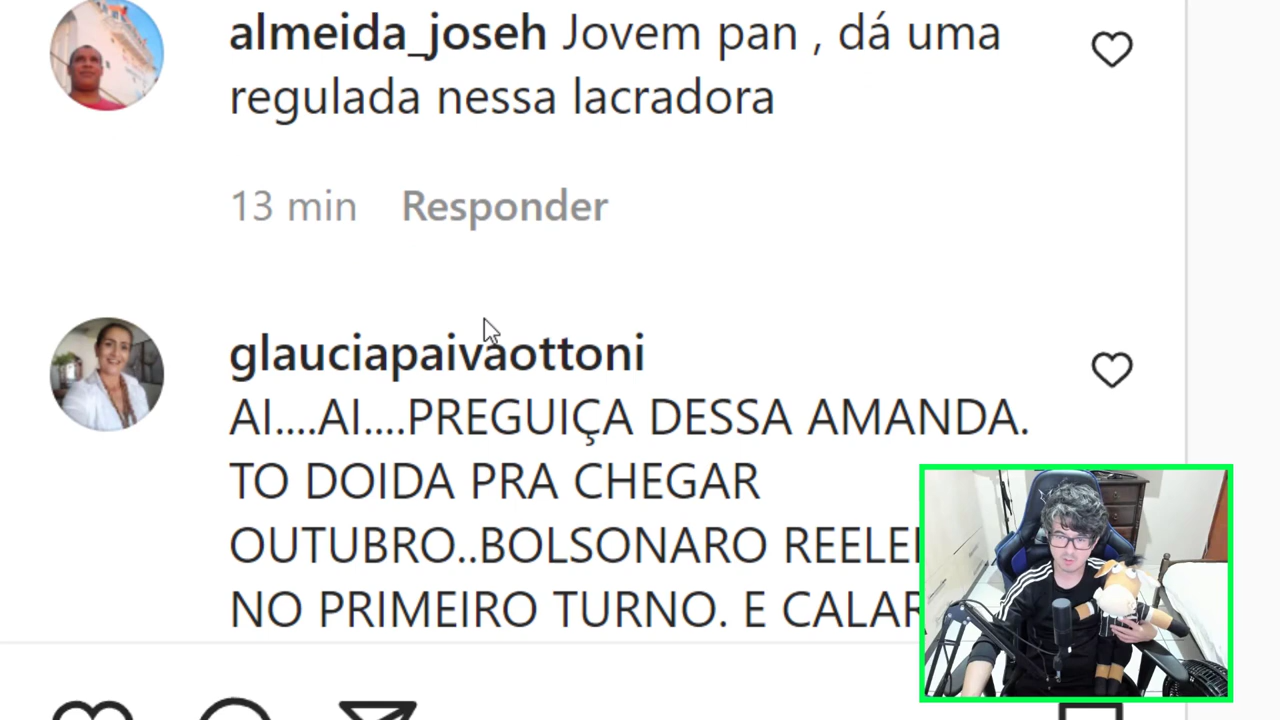 almeida_joseh Jovem pan , dá uma
regulada nessa lacradora
13 min Responder
glauciapaivaottoni
AI....AI....PREGUIÇA DESSA AMANDA.
TO DOIDA PRA CHEGAR
OUTUBRO..BOLSONARO
NO PRIMEIRO TURNO. E